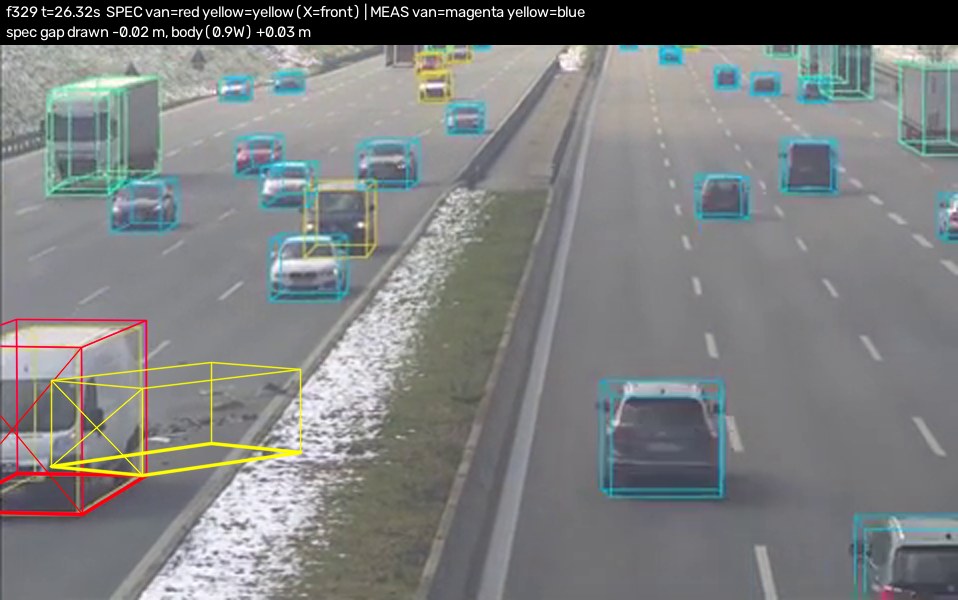 f329 t=26.32s SPEC van=red yellow=yellow (X=front) | MEAS van=magenta yellow=blue
spec gap drawn -0.02 m, body (0.9W) +0.03 m